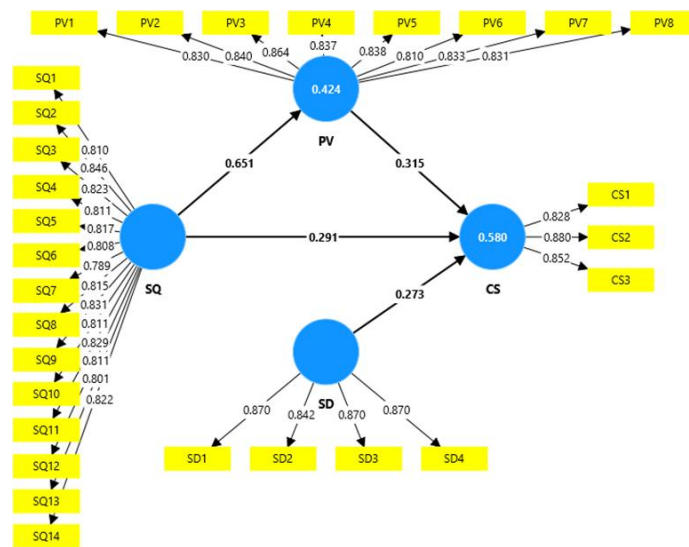 PV1 PV2 PV3 PV4 PV5 PV6 PV7 PV8
0.830 0.840 0.864 0.837 0.838 0.810 0.833 0.831
0.424
PV
SQ1
SQ2
SQ3
SQ4
SQ5
SQ6
SQ7
SQ8
SQ9
SQ10
SQ11
SQ12
SQ13
SQ14
0.810
0.846
0.823
0.811
0.817
0.808
0.789
0.815
0.831
0.811
0.829
0.811
0.801
0.822
SQ
0.651
0.315
0.291
0.273
0.580
CS
0.828
0.880
0.852
CS1
CS2
CS3
SD
0.870 0.842 0.870 0.870
SD1 SD2 SD3 SD4